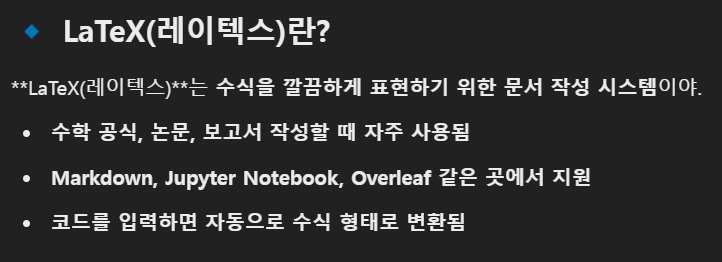 LaTeX(레이텍스)란?
**LaTeX(레이텍스)**는 수식을 깔끔하게 표현하기 위한 문서 작성 시스템이야.
• 수학 공식, 논문, 보고서 작성할 때 자주 사용됨
• Markdown, Jupyter Notebook, Overleaf 같은 곳에서 지원
• 코드를 입력하면 자동으로 수식 형태로 변환됨